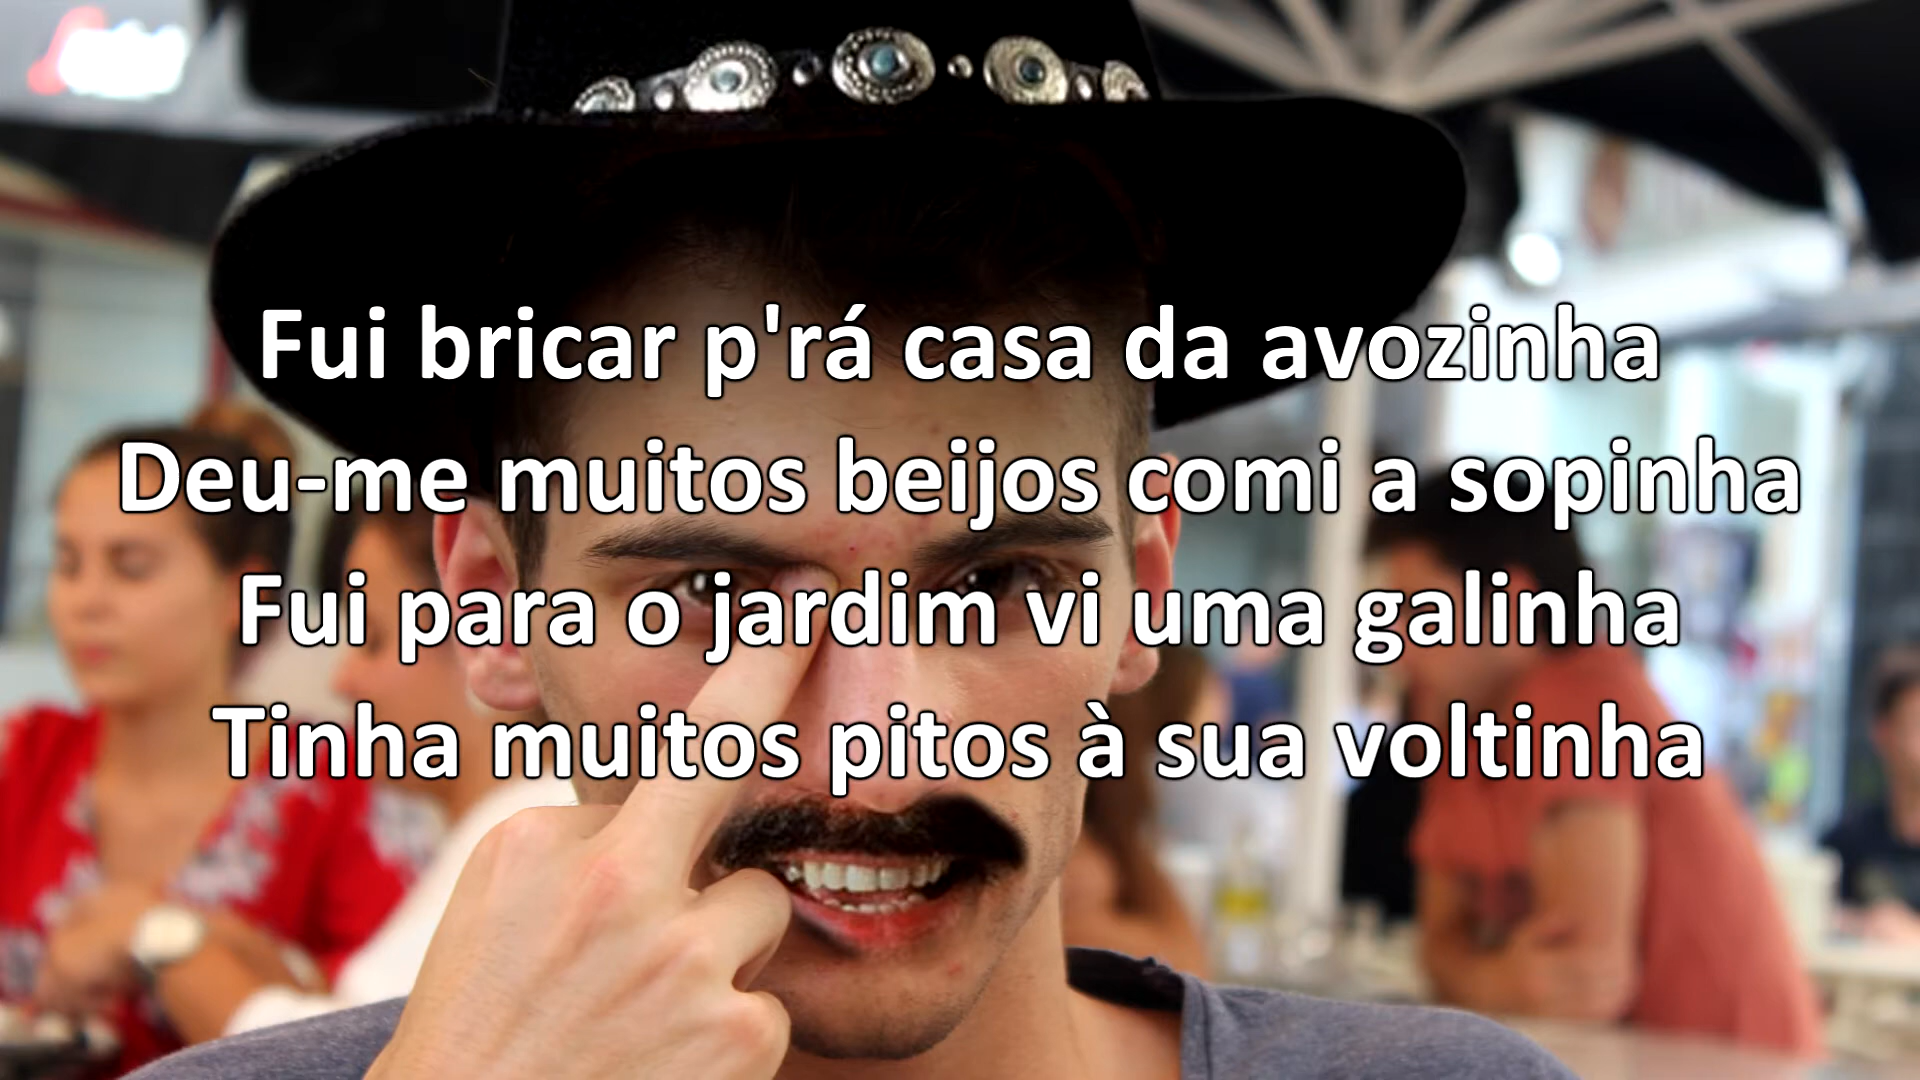 Fui bricar p'rá casa da avozinha
Deu-me muitos beijos comi a sopinha
Fui para o jardim vi uma galinha
Tinha muitos pitos à sua voltinha